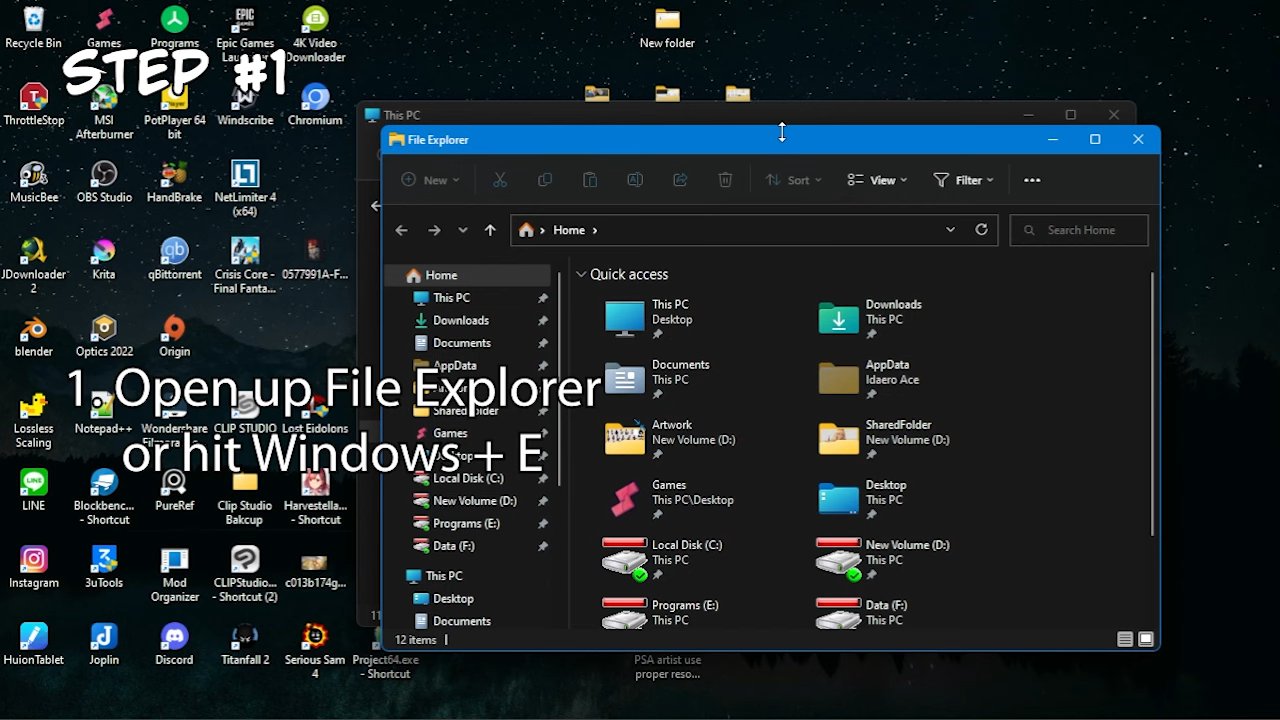 Recycle Bin
Games
Programs
Epic Games
Launcher
4K Video
Downloader
New folder
STEP #1
ThrottleStop
MSI
Afterburner
PotPlayer 64
bit
Windscribe
Chromium
This PC
File Explorer
New
Sort
View
Filter
MusicBee
OBS Studio
HandBrake
NetLimiter 4
(x64)
Home
Search Home
JDownloader
2
Krita
qBittorrent
Crisis Core -
Final Fanta...
0577991A-F...
Home
This PC
Downloads
Documents
AppData
SharedFolder
Games
Local Disk (C:)
New Volume (D:)
Programs (E:)
Data (F:)
This PC
Desktop
Documents
Quick access
This PC
Desktop
Downloads
This PC
Documents
This PC
AppData
Idaero Ace
Artwork
New Volume (D:)
SharedFolder
New Volume (D:)
Games
This PC\Desktop
Desktop
This PC
Local Disk (C:)
This PC
New Volume (D:)
This PC
Programs (E:)
This PC
Data (F:)
This PC
12 items
blender
Optics 2022
Origin
1. Open up File Explorer
or hit Windows + E
Lossless
Scaling
Notepad++
Wondershare
CLIP STUDIO
Lost Eidolons
LINE
Blockbenc...
- Shortcut
PureRef
Clip Studio
Bakcup
Harvestella...
- Shortcut
Instagram
3uTools
Mod
Organizer
CLIPStudio...
- Shortcut (2)
c013b174g...
HuionTablet
Joplin
Discord
Titanfall 2
Serious Sam
4
Project64.exe
- Shortcut
PSA artist use
proper reso...